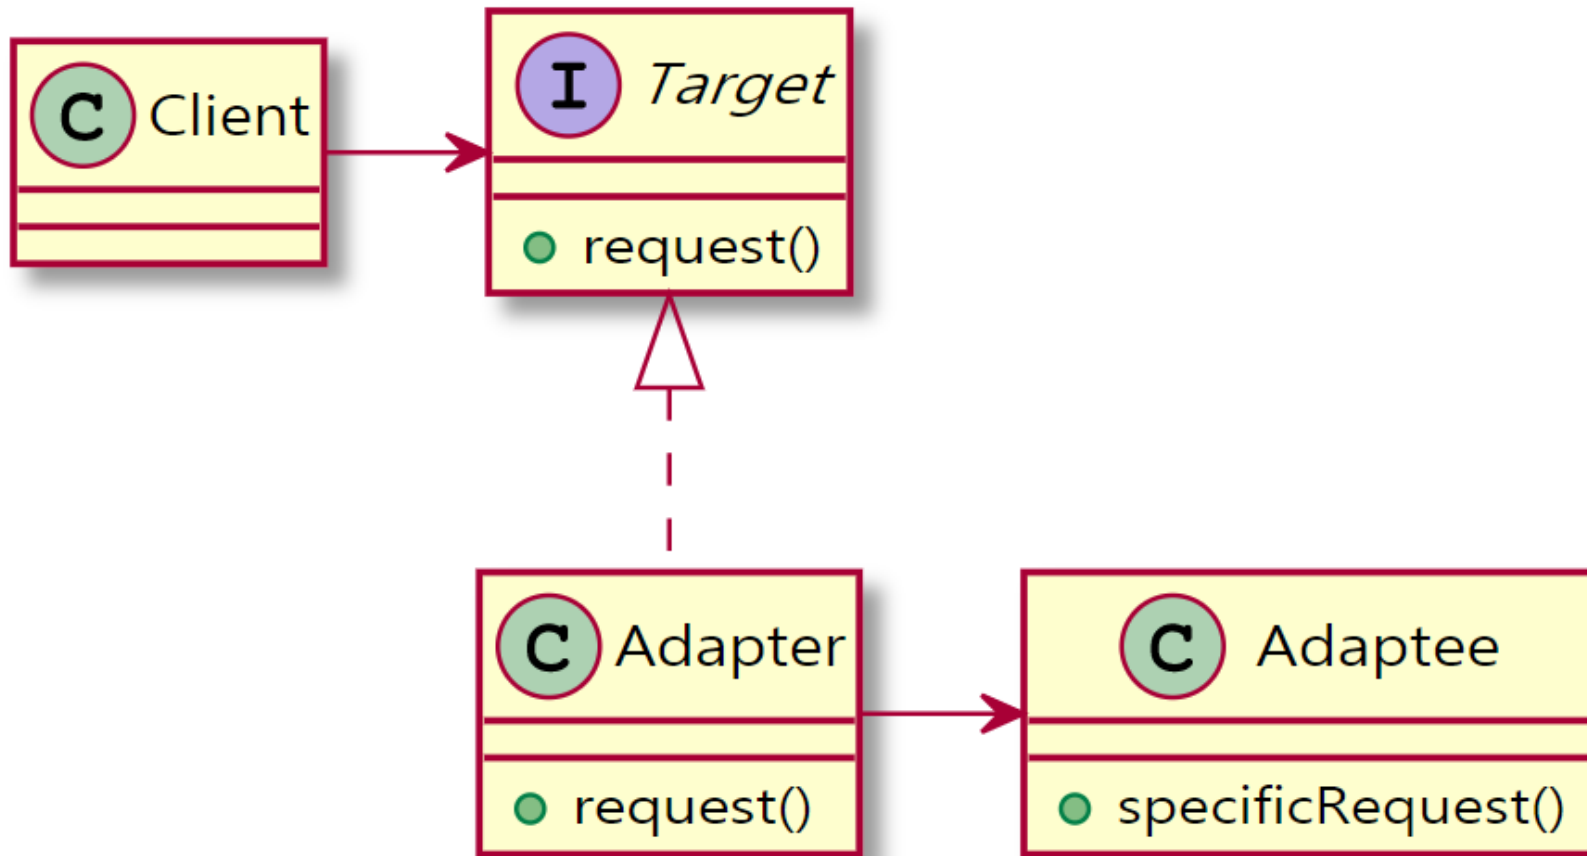 C Client
I Target
request()
C Adapter
request()
C Adaptee
specificRequest()